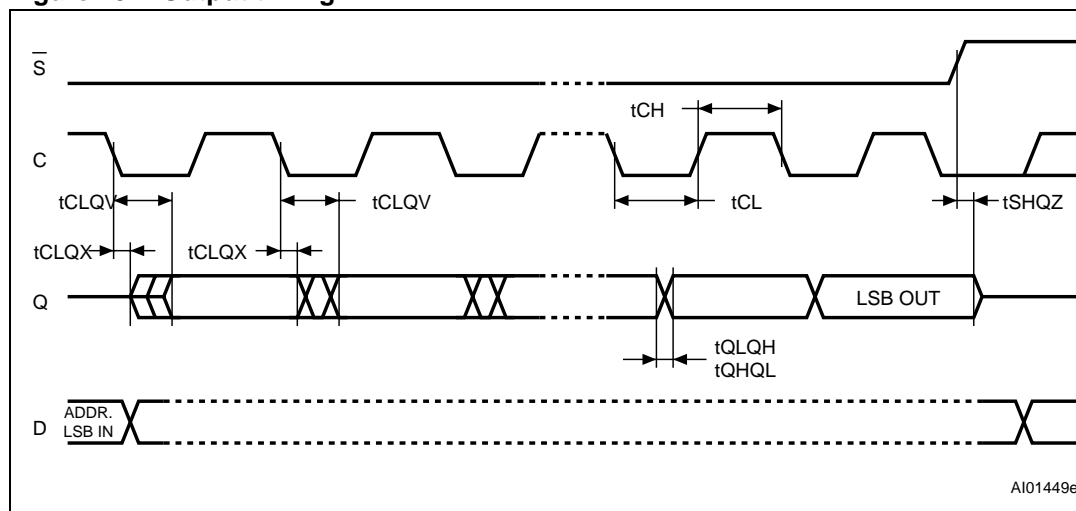 S
tCH
C
tCLQV
tCLQV
tCL
tSHQZ
tCLQX
tCLQX
Q
LSB OUT
tQLQH
tQHQL
ADDR.
D
LSB IN
AI01449e